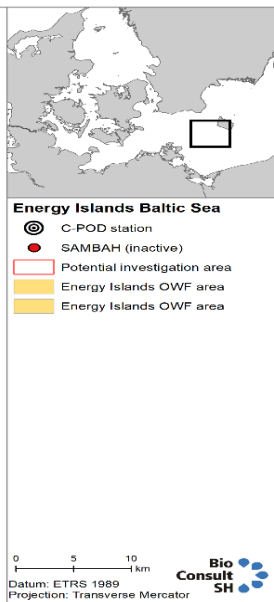 Energy Islands Baltic Sea
C-POD station
SAMBAH (inactive)
Potential investigation area
Energy Islands OWF area
Energy Islands OWF area
0 5 10
km
Bio
Consult
SH
Datum: ETRS 1989
Projection: Transverse Mercator